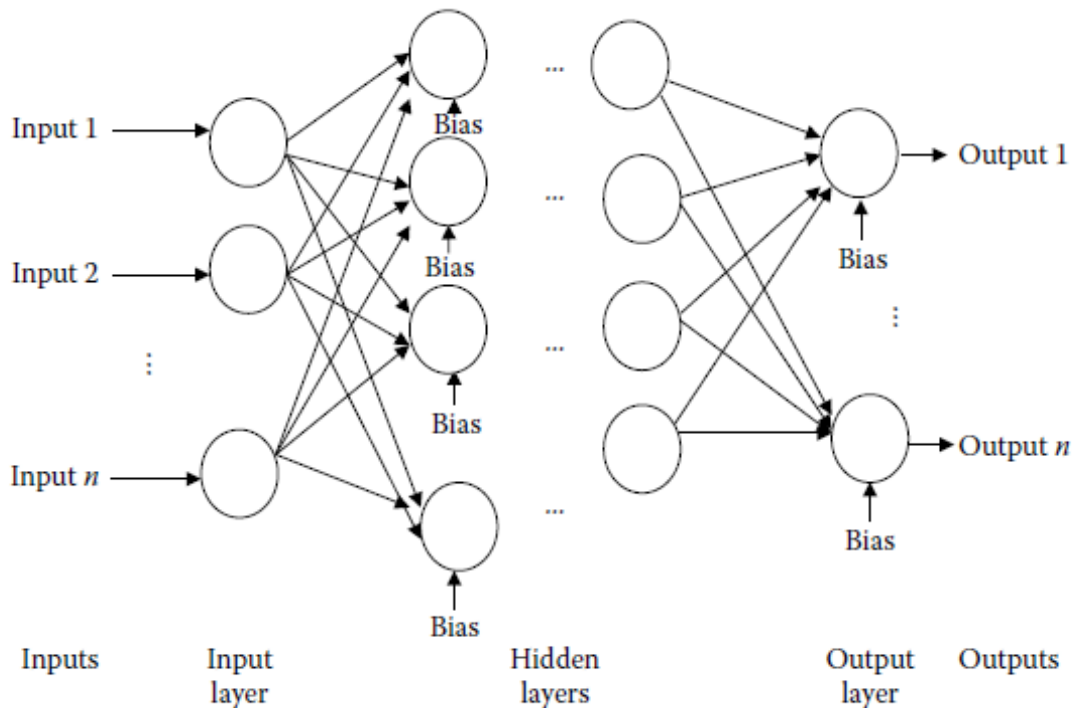 Input 1
Input 2
⋮
Input n
Bias
Bias
Bias
Bias
...
...
...
...
Bias
⋮
Bias
Output 1
Output n
Inputs
Input
layer
Hidden
layers
Output
layer
Outputs